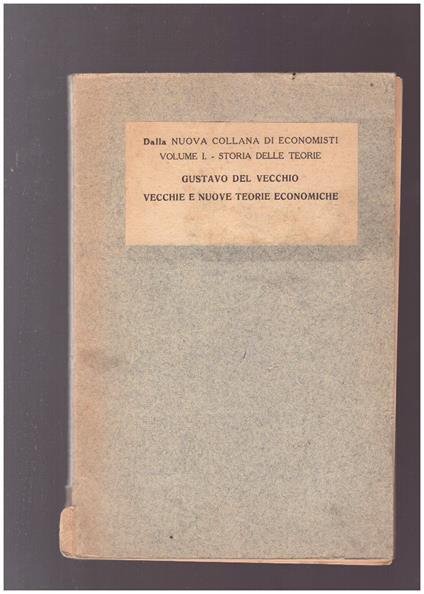 Dalla NUOVA COLLANA DI ECONOMISTI
VOLUME I. - STORIA DELLE TEORIE
GUSTAVO DEL VECCHIO
VECCHIE E NUOVE TEORIE ECONOMICHE